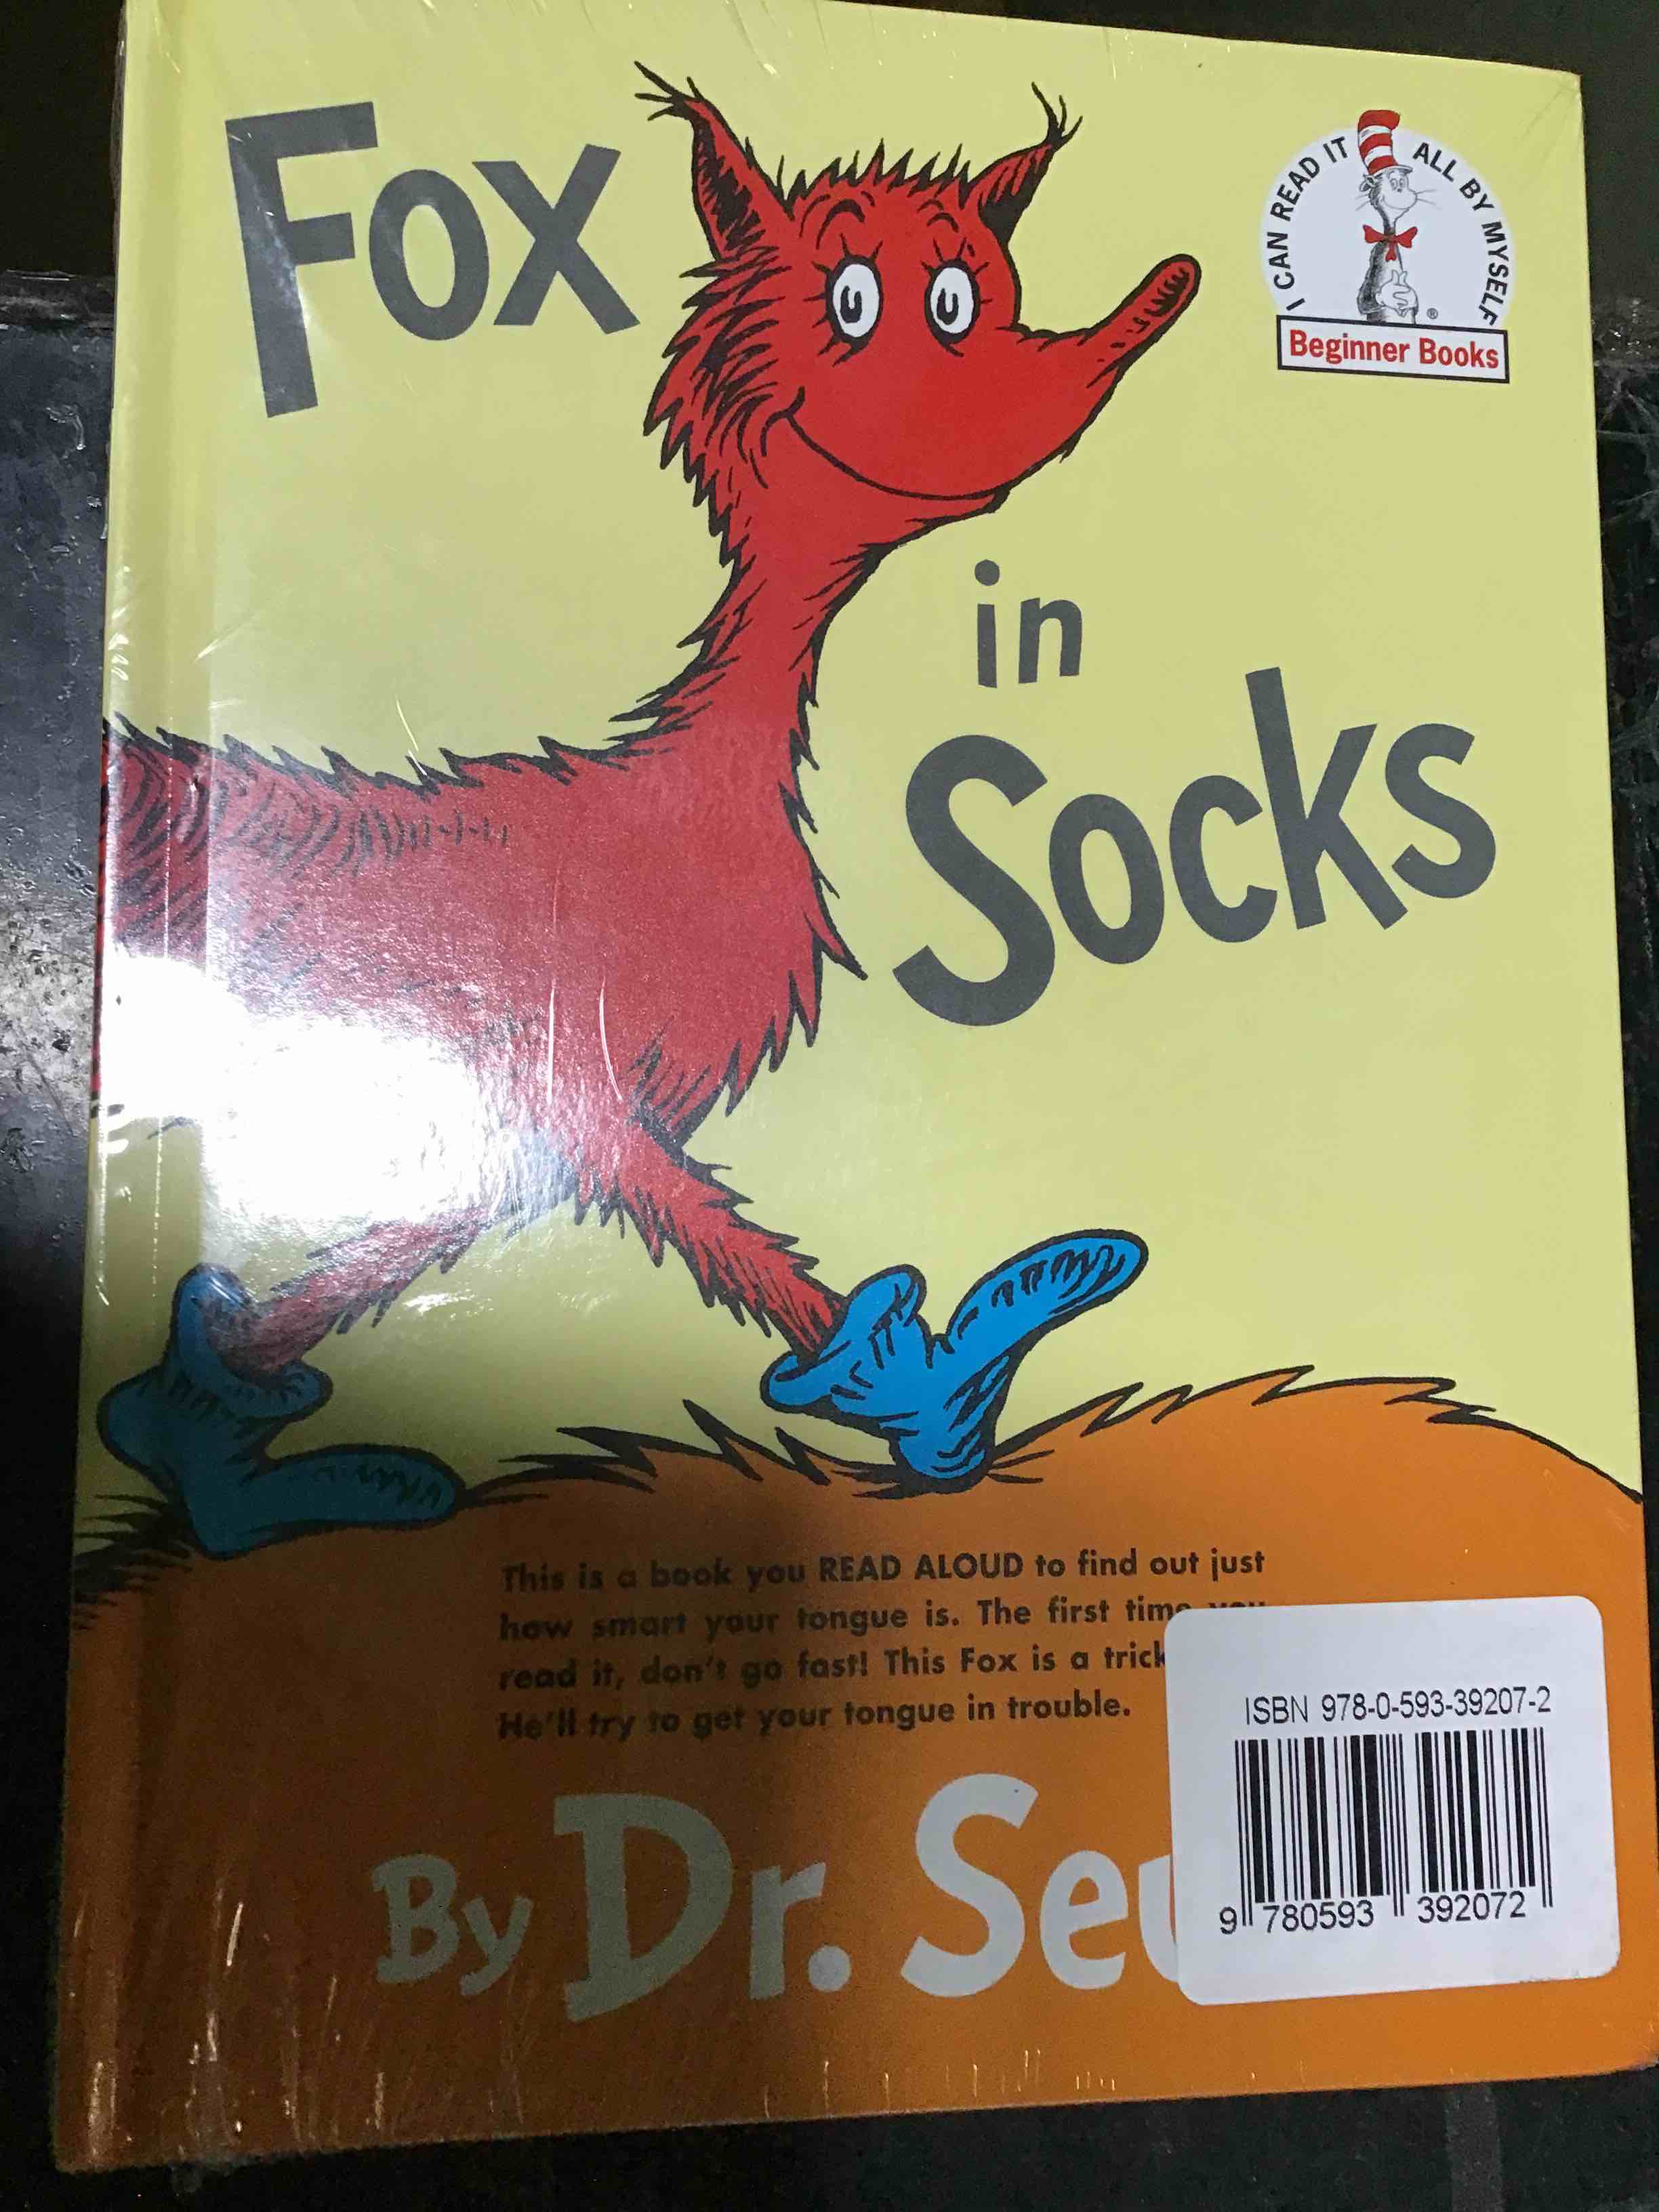 Fox
I CAN READ IT ALL BY MYSELF
®
Beginner Books
in
Socks
This is a book you READ ALOUD to find out just
how smart your tongue is. The first time
read it, don't go fast! This Fox is a trick
He'll try to get your tongue in trouble.
By Dr. Seu
ISBN 978-0-593-39207-2
9 780593 392072